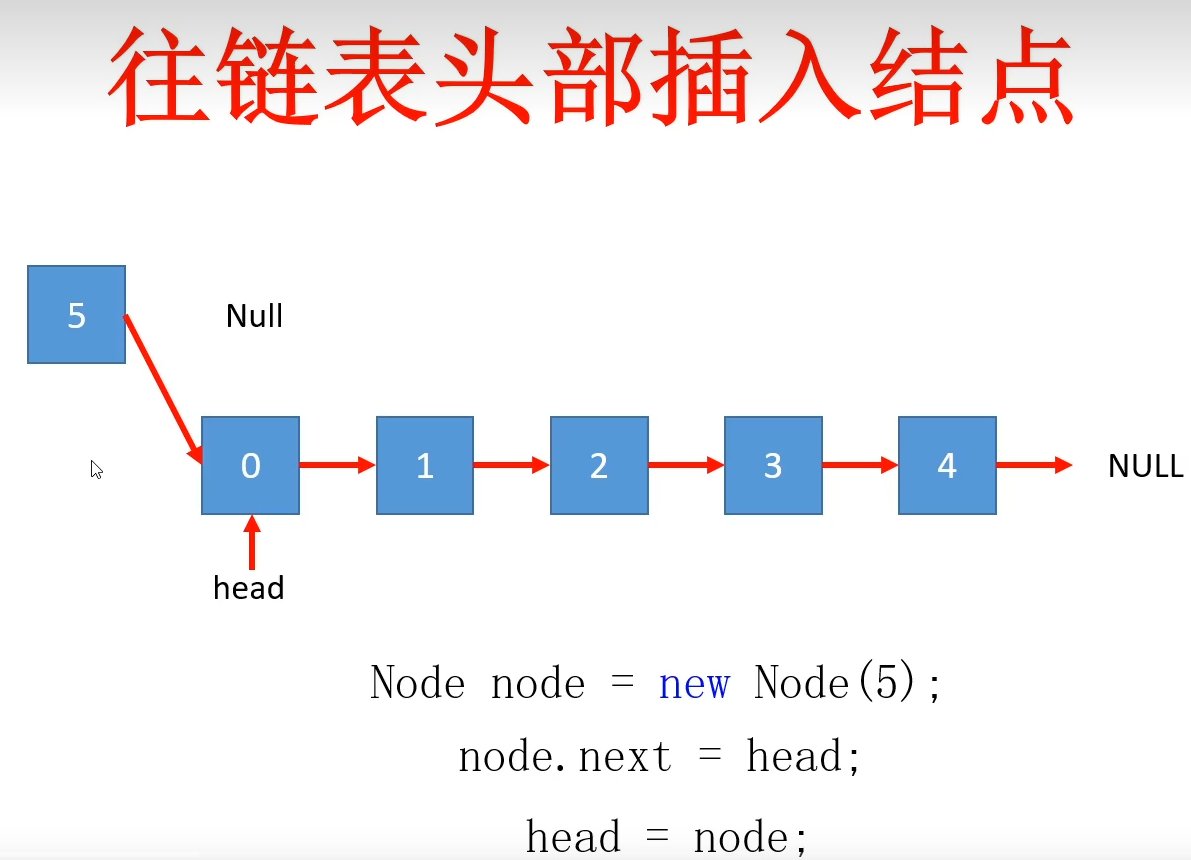 往链表头部插入结点
5
Null
0 1 2 3 4 NULL
head
Node node = new Node(5);
node.next = head;
head = node;